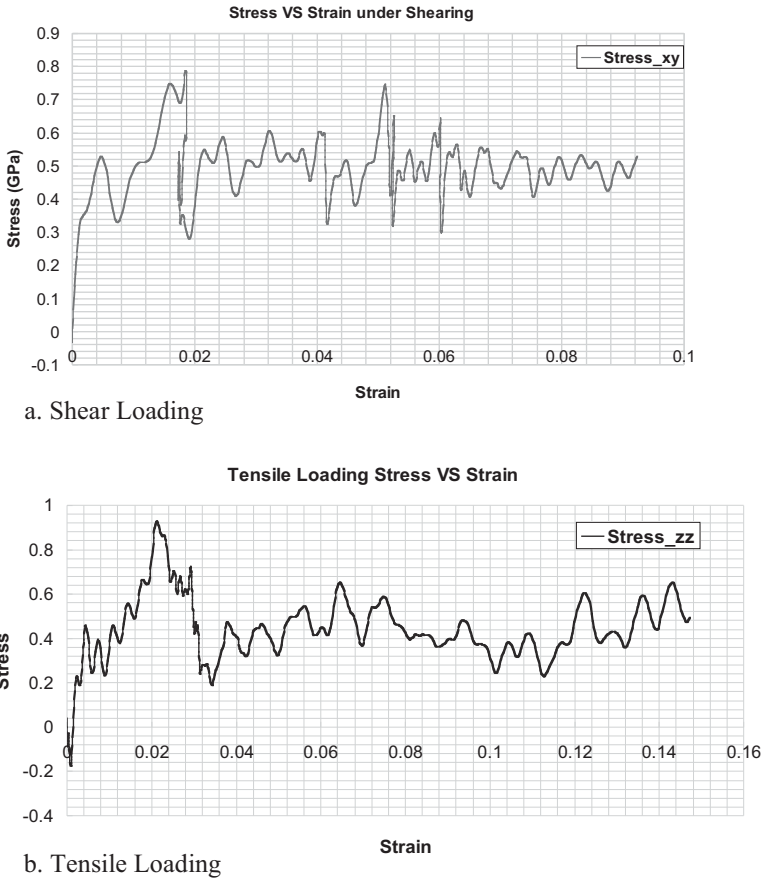 Stress VS Strain under Shearing
0.9
0.8
0.7
0.6
0.5
0.4
0.3
0.2
0.1
0
-0.1
Stress (GPa)
Stress_xy
0 0.02 0.04 0.06 0.08 0.1
Strain
a. Shear Loading
Tensile Loading Stress VS Strain
1
0.8
0.6
0.4
0.2
0
-0.2
-0.4
Stress
Stress_zz
0 0.02 0.04 0.06 0.08 0.1 0.12 0.14 0.16
Strain
b. Tensile Loading